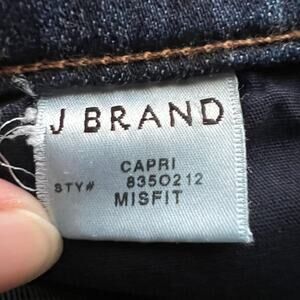 J BRAND
CAPRI
STY# 8350212
MISFIT